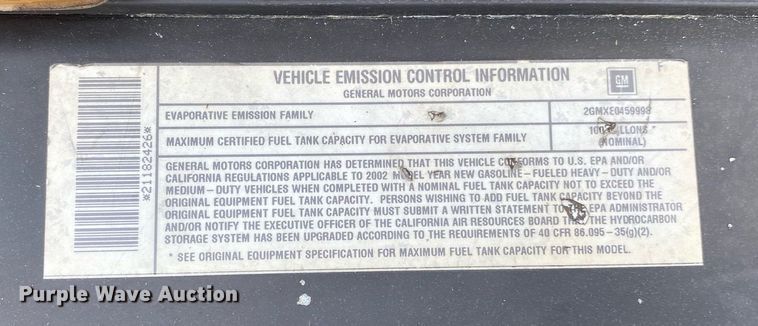 F
VEHICLE EMISSION CONTROL INFORMATION
GENERAL MOTORS CORPORATION
GM
EVAPORATIVE EMISSION FAMILY
2GMXE0459998
MAXIMUM CERTIFIED FUEL TANK CAPACITY FOR EVAPORATIVE SYSTEM FAMILY
(NOMINAL)
*21182426*
GENERAL MOTORS CORPORATION HAS DETERMINED THAT THIS VEHICLE CONFORMS TO U.S. EPA AND/OR
CALIFORNIA REGULATIONS APPLICABLE TO 2002 MODEL YEAR NEW GASOLINE-FUELED HEAVY-DUTY AND/OR
MEDIUM-DUTY VEHICLES WHEN COMPLETED WITH A NOMINAL FUEL TANK CAPACITY NOT TO EXCEED THE
ORIGINAL EQUIPMENT FUEL TANK CAPACITY. PERSONS WISHING TO ADD FUEL TANK CAPACITY BEYOND THE
ORIGINAL EQUIPMENT FUEL TANK CAPACITY MUST SUBMIT A WRITTEN STATEMENT TO THE EPA ADMINISTRATOR
AND/OR NOTIFY THE EXECUTIVE OFFICER OF THE CALIFORNIA AIR RESOURCES BOARD THAT THE HYDROCARBON
STORAGE SYSTEM HAS BEEN UPGRADED ACCORDING TO THE REQUIREMENTS OF 40 CFR 86.095-35(g)(2).
* SEE ORIGINAL EQUIPMENT SPECIFICATION FOR MAXIMUM FUEL TANK CAPACITY FOR THIS MODEL.
Purple Wave Auction